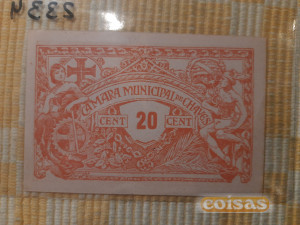 CAMARA MUNICIPAL DE CHAVES
CENT 20 CENT
coisas